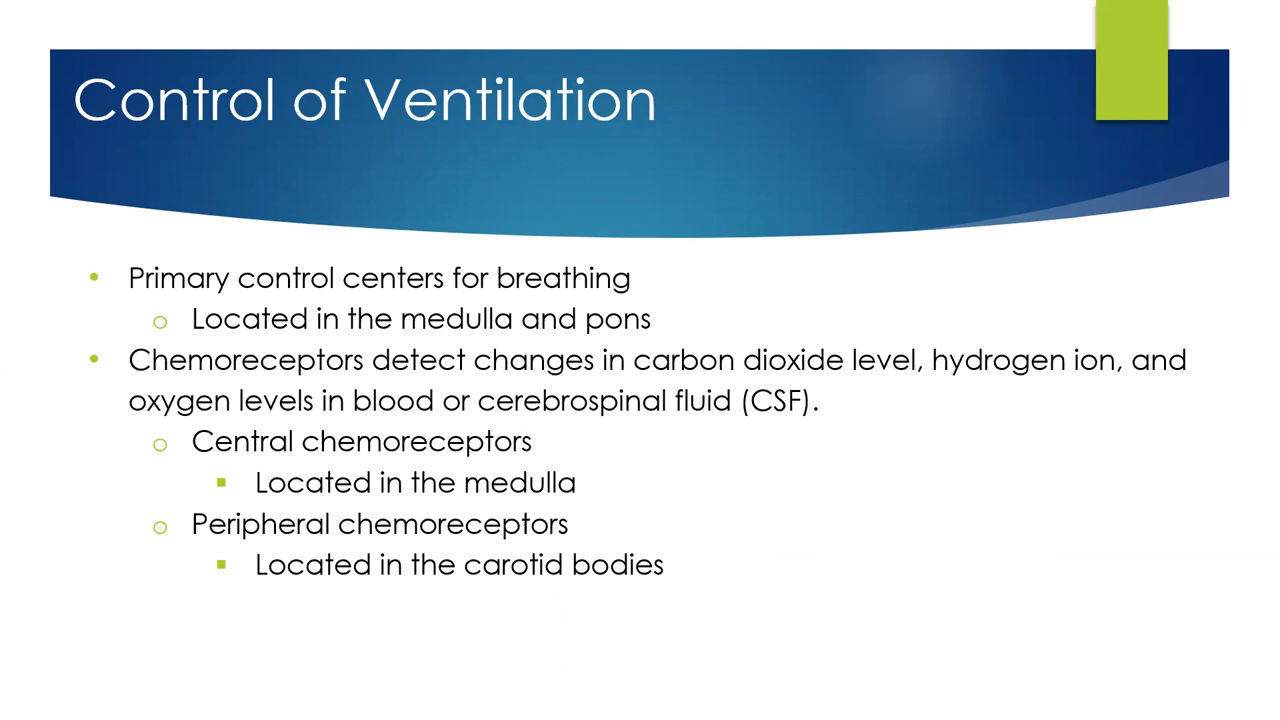 Control of Ventilation
• Primary control centers for breathing
o Located in the medulla and pons
• Chemoreceptors detect changes in carbon dioxide level, hydrogen ion, and
oxygen levels in blood or cerebrospinal fluid (CSF).
o Central chemoreceptors
▪ Located in the medulla
o Peripheral chemoreceptors
▪ Located in the carotid bodies